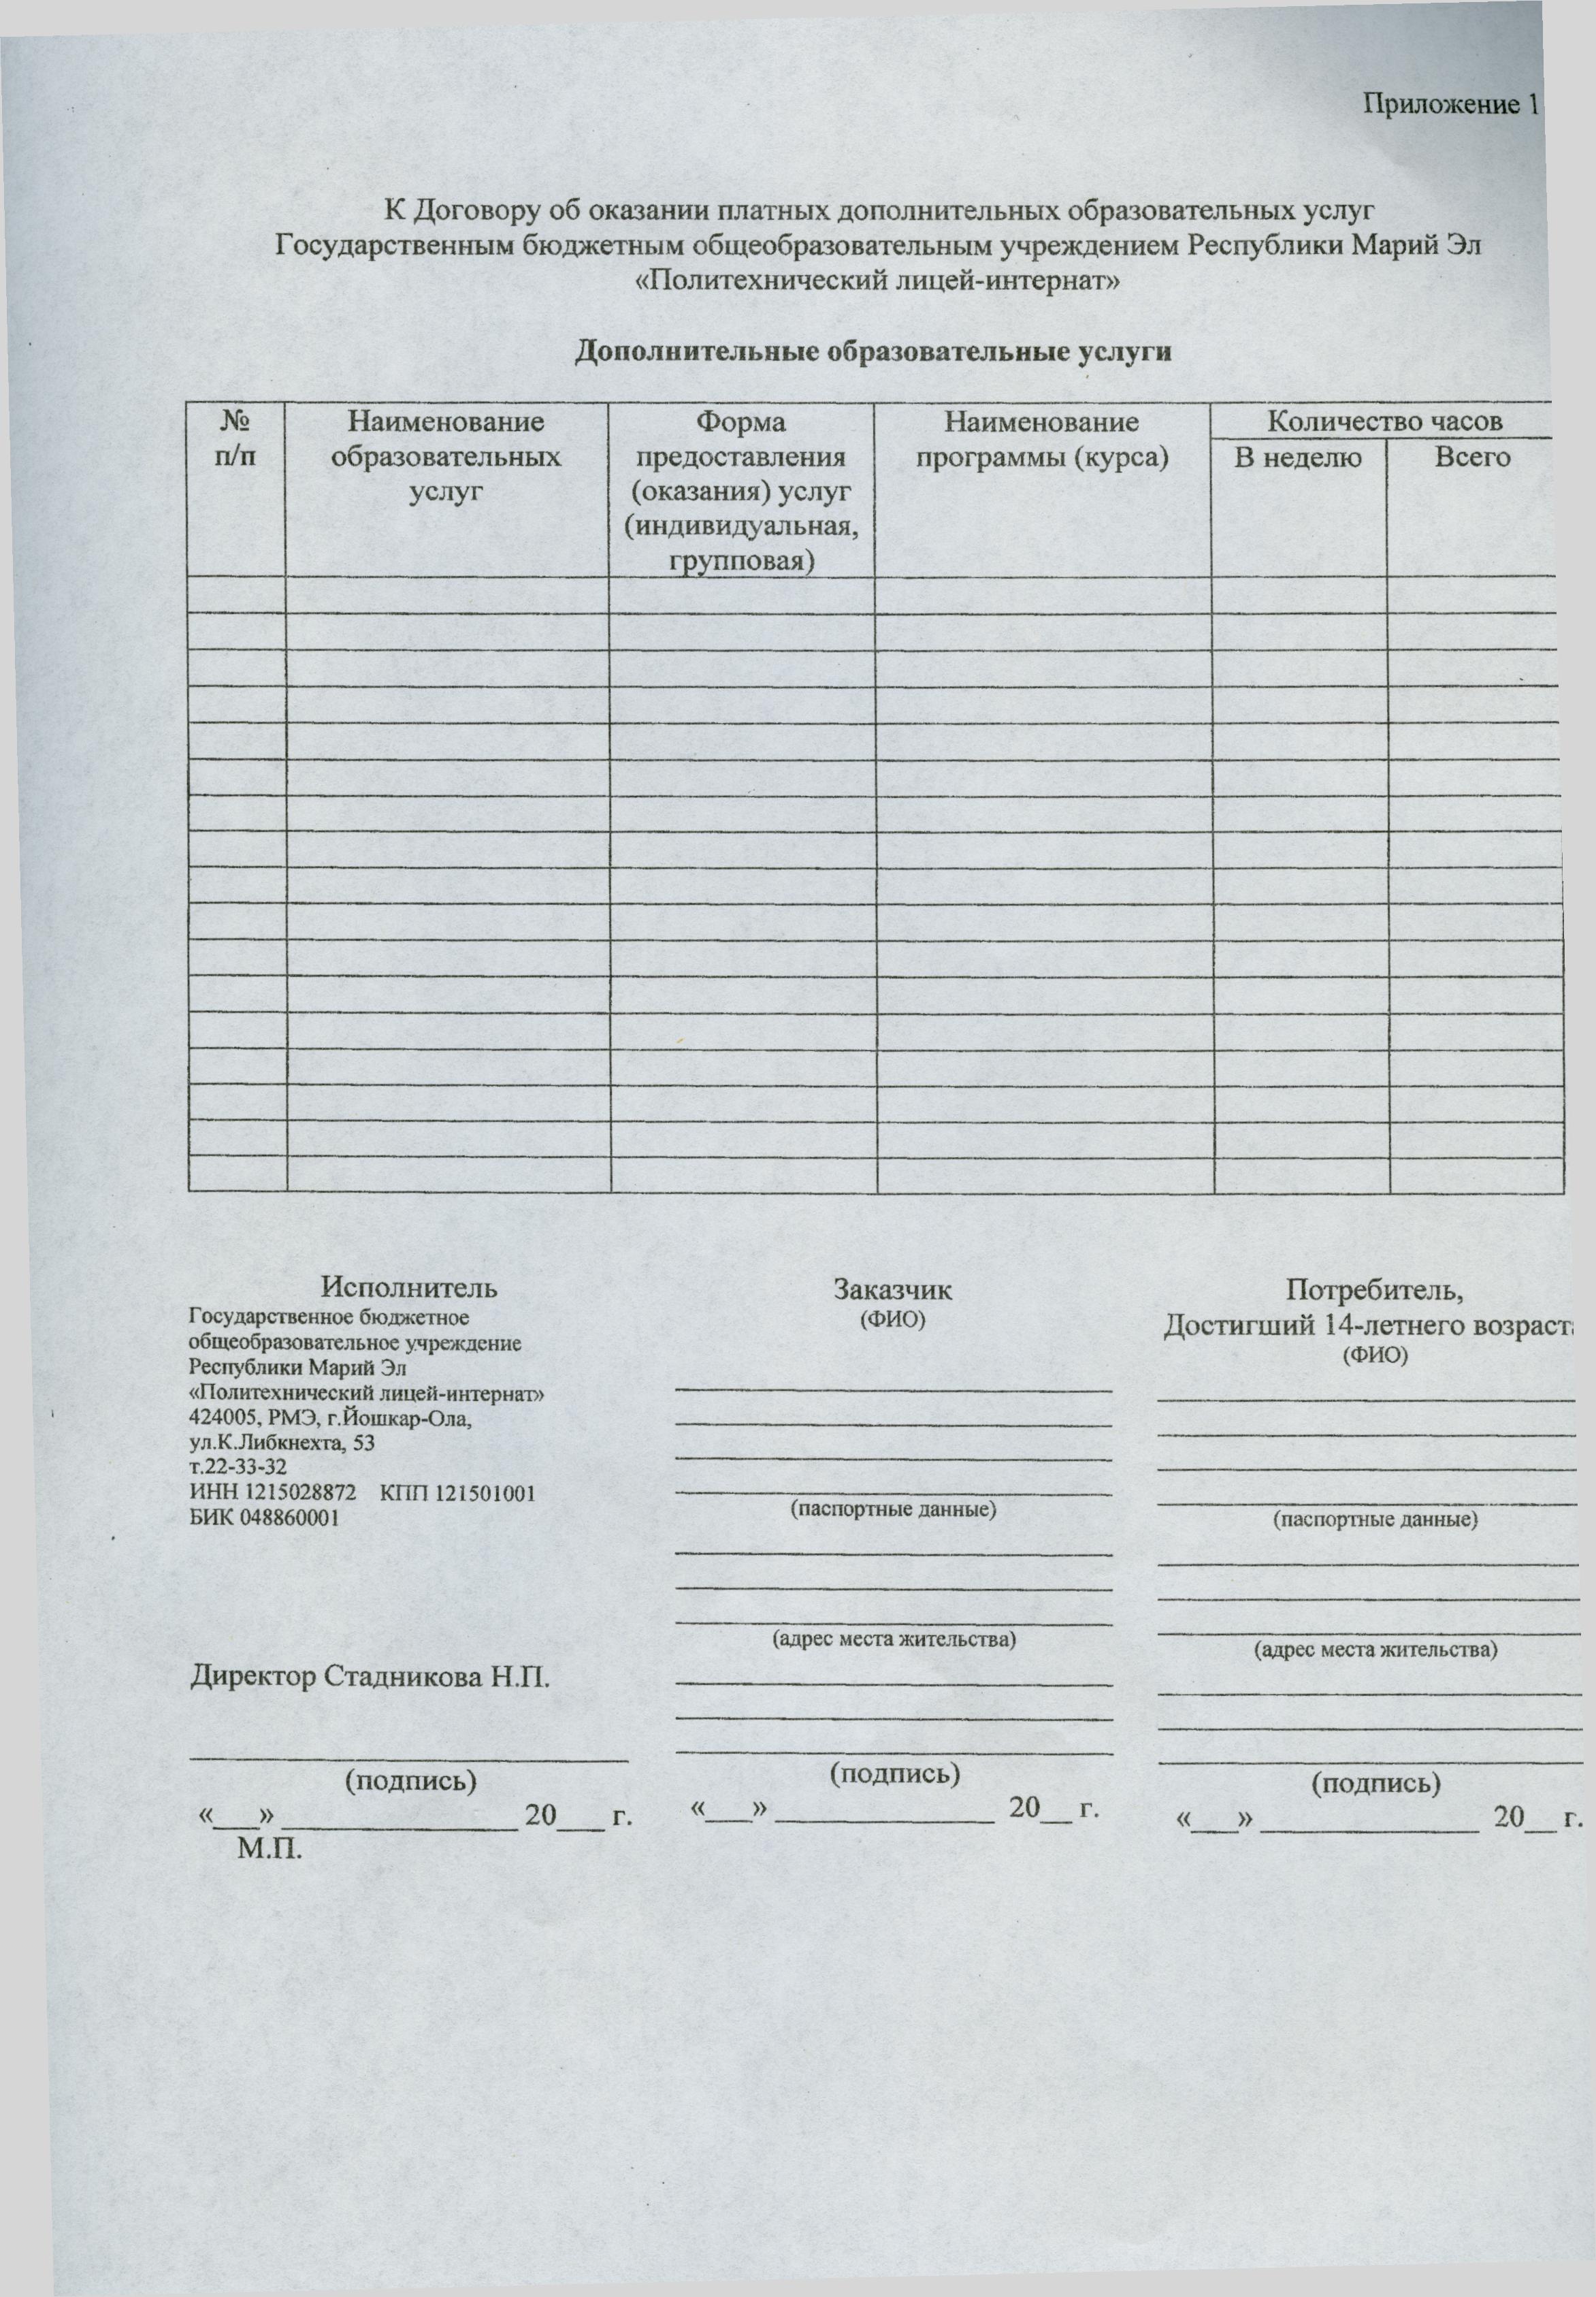 Приложение 1
К Договору об оказании платных дополнительных образовательных услуг
Государственным бюджетным общеобразовательным учреждением Республики Марий Эл
«Политехнический лицей-интернат»
Дополнительные образовательные услуги
№
п/п
Наименование
образовательных
услуг
Форма
предоставления
(оказания) услуг
(индивидуальная,
групповая)
Наименование
программы (курса)
Количество часов
В неделю
Всего
Исполнитель
Государственное бюджетное
общеобразовательное учреждение
Республики Марий Эл
«Политехнический лицей-интернат»
424005, РМЭ, г.Йошкар-Ола,
ул.К.Либкнехта, 53
т.22-33-32
ИНН 1215028872 КПП 121501001
БИК 048860001
Директор Стадникова Н.П.
(подпись)
«___» _______________ 20___ г.
М.П.
Заказчик
(ФИО)
(паспортные данные)
(адрес места жительства)
(подпись)
«___» ______________ 20__ г.
Потребитель,
Достигший 14-летнего возраст
(ФИО)
(паспортные данные)
(адрес места жительства)
(подпись)
«___» ______________ 20__ г.